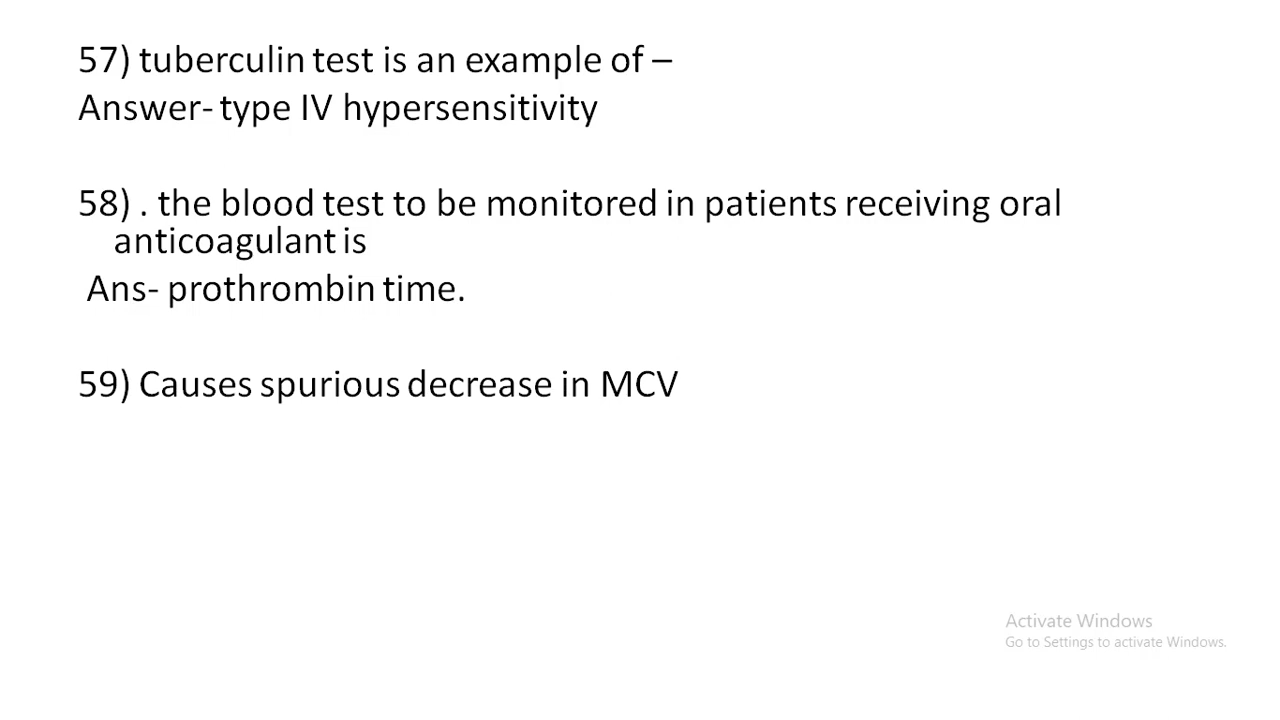 57) tuberculin test is an example of –
Answer- type IV hypersensitivity
58) . the blood test to be monitored in patients receiving oral
anticoagulant is
Ans- prothrombin time.
59) Causes spurious decrease in MCV
Activate Windows
Go to Settings to activate Windows.